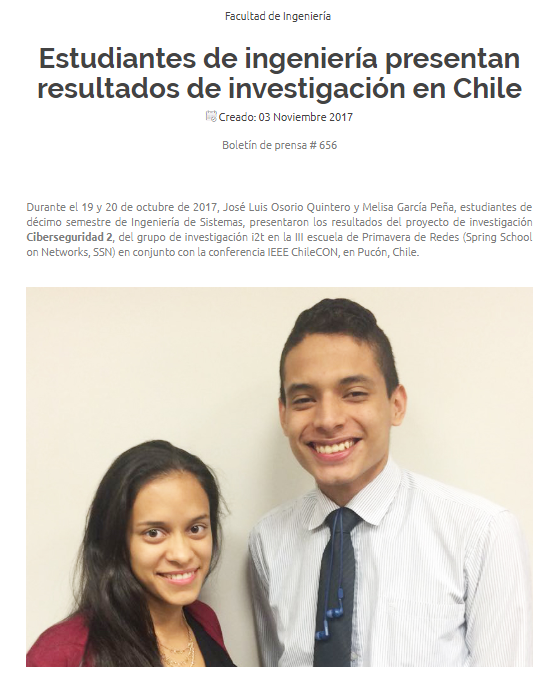 Facultad de Ingeniería
Estudiantes de ingeniería presentan
resultados de investigación en Chile
Creado: 03 Noviembre 2017
Boletín de prensa # 656
Durante el 19 y 20 de octubre de 2017, José Luis Osorio Quintero y Melisa García Peña, estudiantes de
décimo semestre de Ingeniería de Sistemas, presentaron los resultados del proyecto de investigación
Ciberseguridad 2, del grupo de investigación i2t en la III escuela de Primavera de Redes (Spring School
on Networks, SSN) en conjunto con la conferencia IEEE ChileCON, en Pucón, Chile.